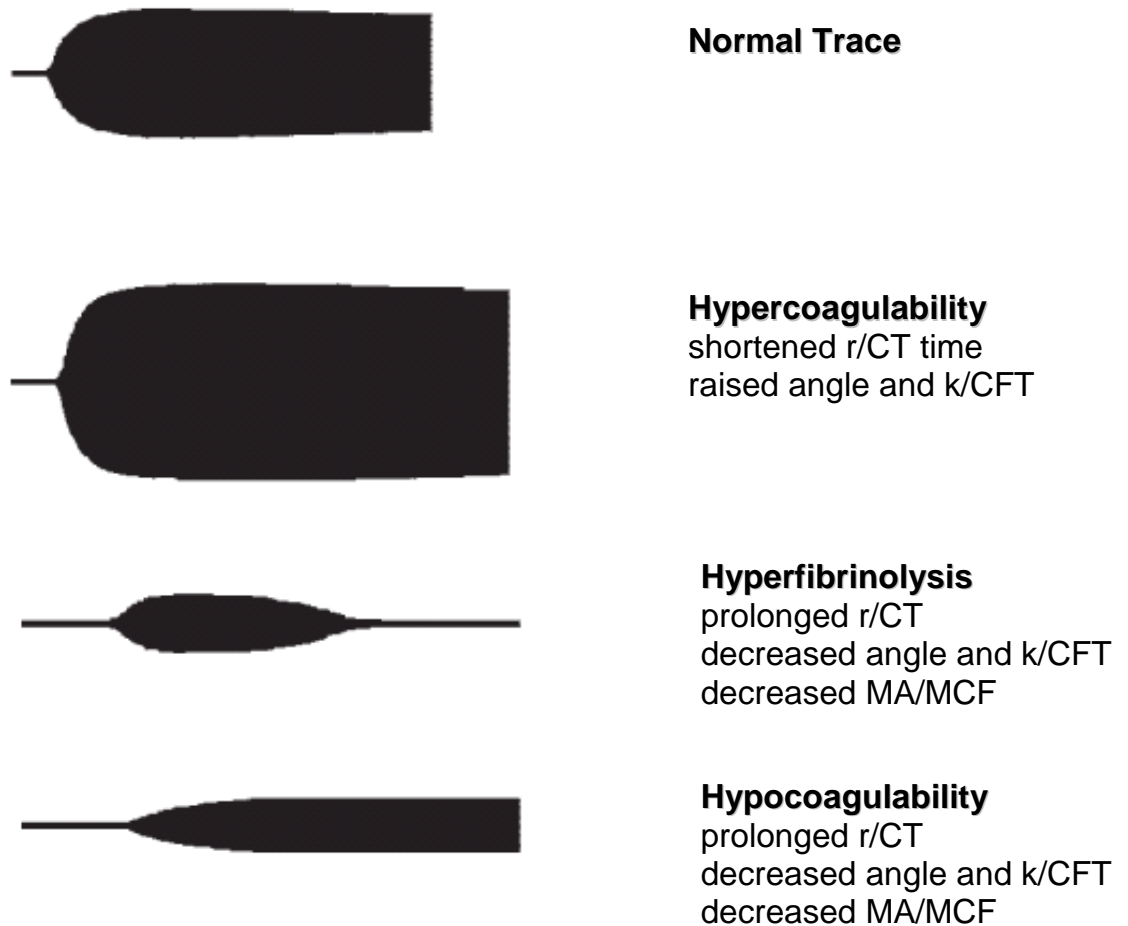 Normal Trace
Hypercoagulability
shortened r/CT time
raised angle and k/CFT
Hyperfibrinolysis
prolonged r/CT
decreased angle and k/CFT
decreased MA/MCF
Hypocoagulability
prolonged r/CT
decreased angle and k/CFT
decreased MA/MCF